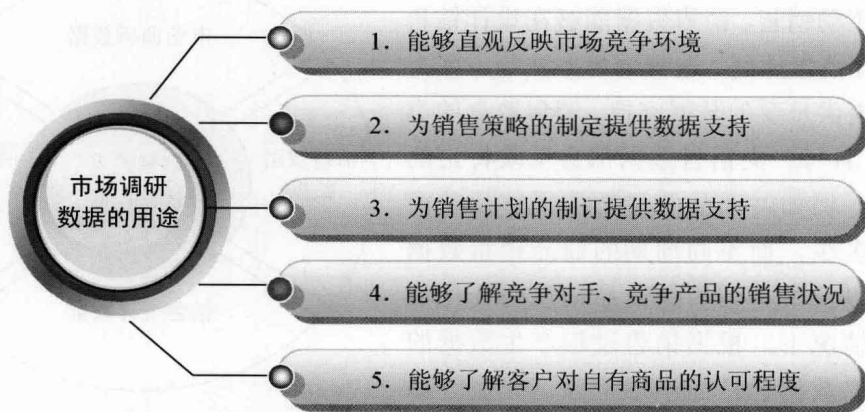 市场调研
数据的用途
1. 能够直观反映市场竞争环境
2. 为销售策略的制定提供数据支持
3. 为销售计划的制订提供数据支持
4. 能够了解竞争对手、竞争产品的销售状况
5. 能够了解客户对自有商品的认可程度